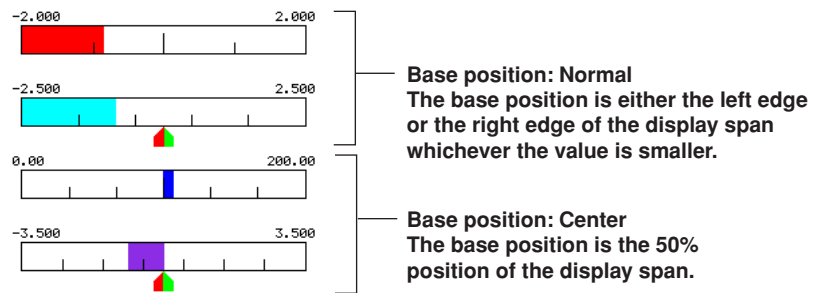 -2.000 2.000
-2.500 2.500
Base position: Normal
The base position is either the left edge
or the right edge of the display span
whichever the value is smaller.
0.00 200.00
-3.500 3.500
Base position: Center
The base position is the 50%
position of the display span.